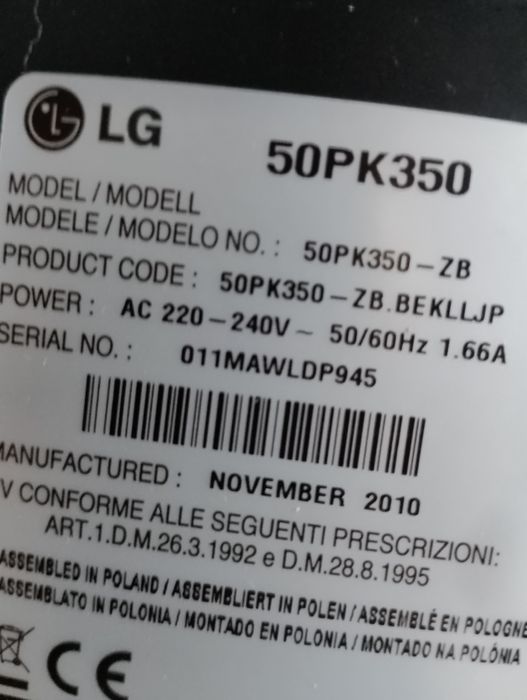 LG 50PK350
MODEL / MODELL
MODELE / MODELO NO. : 50PK350-ZB
PRODUCT CODE : 50PK350-ZB.BEKLLJP
POWER : AC 220-240V~ 50/60Hz 1.66A
SERIAL NO. : 011MAWLDP945
MANUFACTURED : NOVEMBER 2010
V CONFORME ALLE SEGUENTI PRESCRIZIONI:
ART.1.D.M.26.3.1992 e D.M.28.8.1995
ASSEMBLED IN POLAND / ASSEMBLIERT IN POLEN / ASSEMBLÉ EN POLOGNE
ASSEMBLATO IN POLONIA / MONTADO EN POLONIA / MONTADO NA POLÓNIA
CE